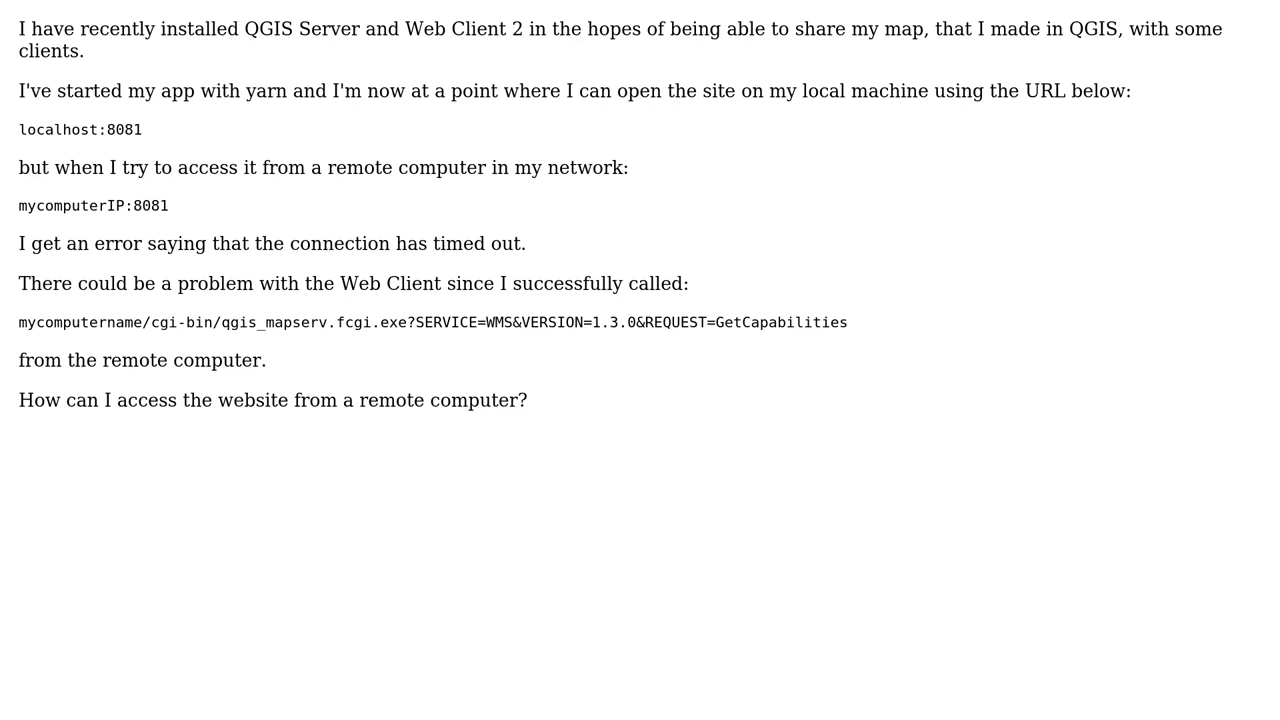 I have recently installed QGIS Server and Web Client 2 in the hopes of being able to share my map, that I made in QGIS, with some
clients.
I've started my app with yarn and I'm now at a point where I can open the site on my local machine using the URL below:
localhost:8081
but when I try to access it from a remote computer in my network:
mycomputerIP:8081
I get an error saying that the connection has timed out.
There could be a problem with the Web Client since I successfully called:
mycomputername/cgi-bin/qgis_mapserv.fcgi.exe?SERVICE=WMS&VERSION=1.3.0&REQUEST=GetCapabilities
from the remote computer.
How can I access the website from a remote computer?